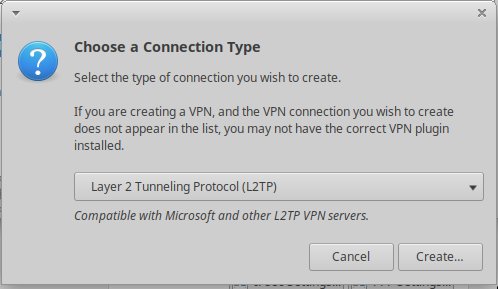 Choose a Connection Type
Select the type of connection you wish to create.
If you are creating a VPN, and the VPN connection you wish to create
does not appear in the list, you may not have the correct VPN plugin
installed.
Layer 2 Tunneling Protocol (L2TP)
Compatible with Microsoft and other L2TP VPN servers.
Cancel
Create...